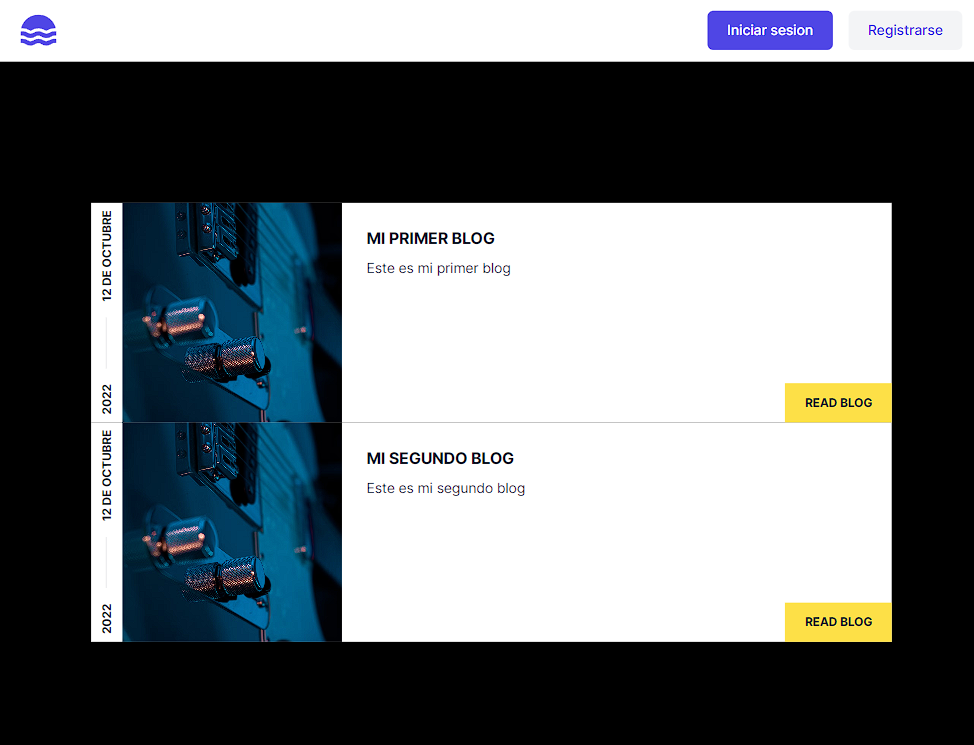 Iniciar sesion
Registrarse
12 DE OCTUBRE
2022
MI PRIMER BLOG
Este es mi primer blog
READ BLOG
12 DE OCTUBRE
2022
MI SEGUNDO BLOG
Este es mi segundo blog
READ BLOG